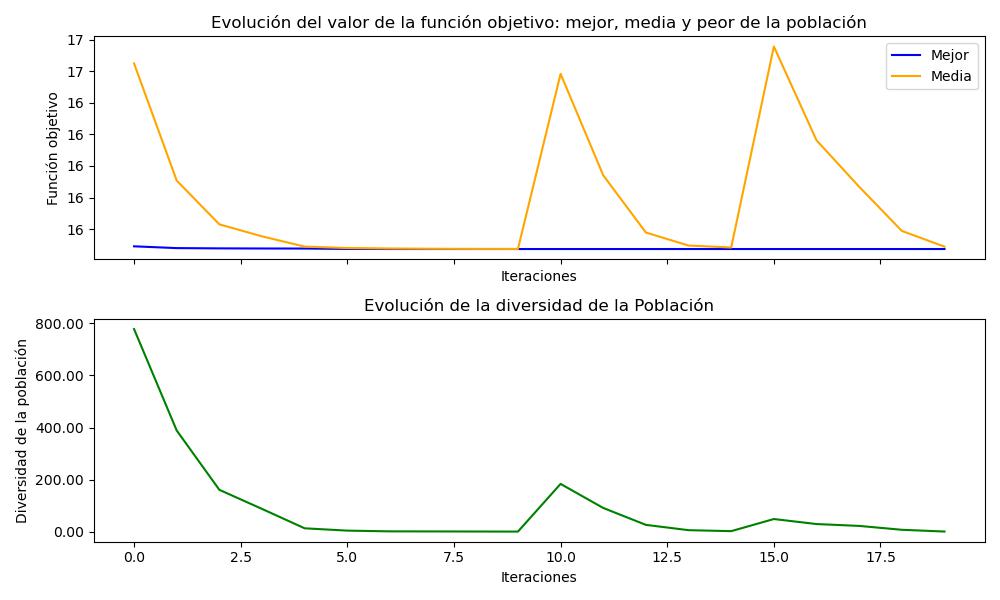 Evolución del valor de la función objetivo: mejor, media y peor de la población
17
17
16
16
16
16
16
Función objetivo
Mejor
Media
Iteraciones
Evolución de la diversidad de la Población
800.00
600.00
400.00
200.00
0.00
Diversidad de la población
0.0 2.5 5.0 7.5 10.0 12.5 15.0 17.5
Iteraciones